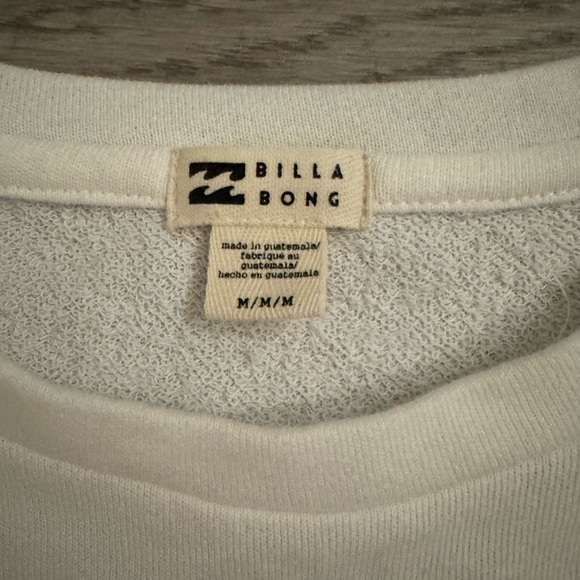 BILLA
BONG
made in guatemala/
fabriqué au
guatemala/
hecho en guatemala
M/M/M